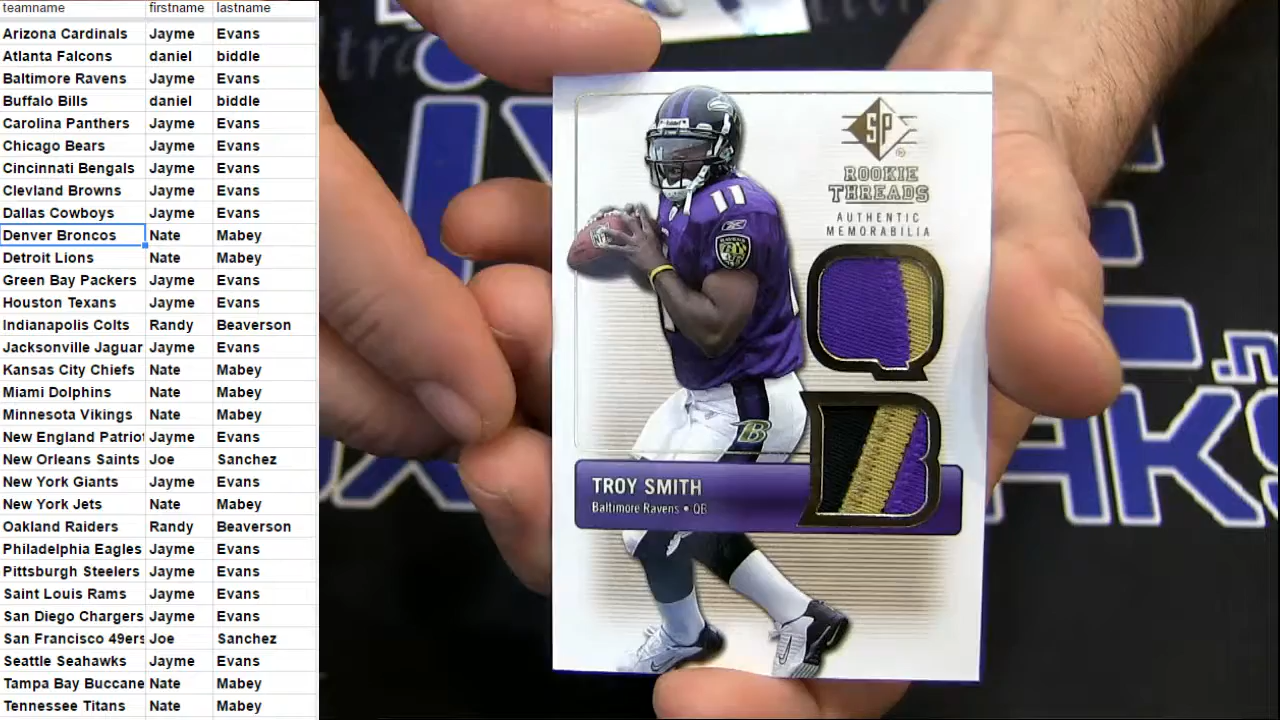 teamname firstname lastname
Arizona Cardinals Jayme Evans
Atlanta Falcons daniel biddle
Baltimore Ravens Jayme Evans
Buffalo Bills daniel biddle
Carolina Panthers Jayme Evans
Chicago Bears Jayme Evans
Cincinnati Bengals Jayme Evans
Clevland Browns Jayme Evans
Dallas Cowboys Jayme Evans
Denver Broncos Nate Mabey
Detroit Lions Nate Mabey
Green Bay Packers Jayme Evans
Houston Texans Jayme Evans
Indianapolis Colts Randy Beaverson
Jacksonville Jaguar Jayme Evans
Kansas City Chiefs Nate Mabey
Miami Dolphins Nate Mabey
Minnesota Vikings Nate Mabey
New England Patriot Jayme Evans
New Orleans Saints Joe Sanchez
New York Giants Jayme Evans
New York Jets Nate Mabey
Oakland Raiders Randy Beaverson
Philadelphia Eagles Jayme Evans
Pittsburgh Steelers Jayme Evans
Saint Louis Rams Jayme Evans
San Diego Chargers Jayme Evans
San Francisco 49ers Joe Sanchez
Seattle Seahawks Jayme Evans
Tampa Bay Buccane Nate Mabey
Tennessee Titans Nate Mabey
SP
ROOKIE
THREADS
AUTHENTIC
MEMORABILIA
11
QB
B
TROY SMITH
Baltimore Ravens • QB